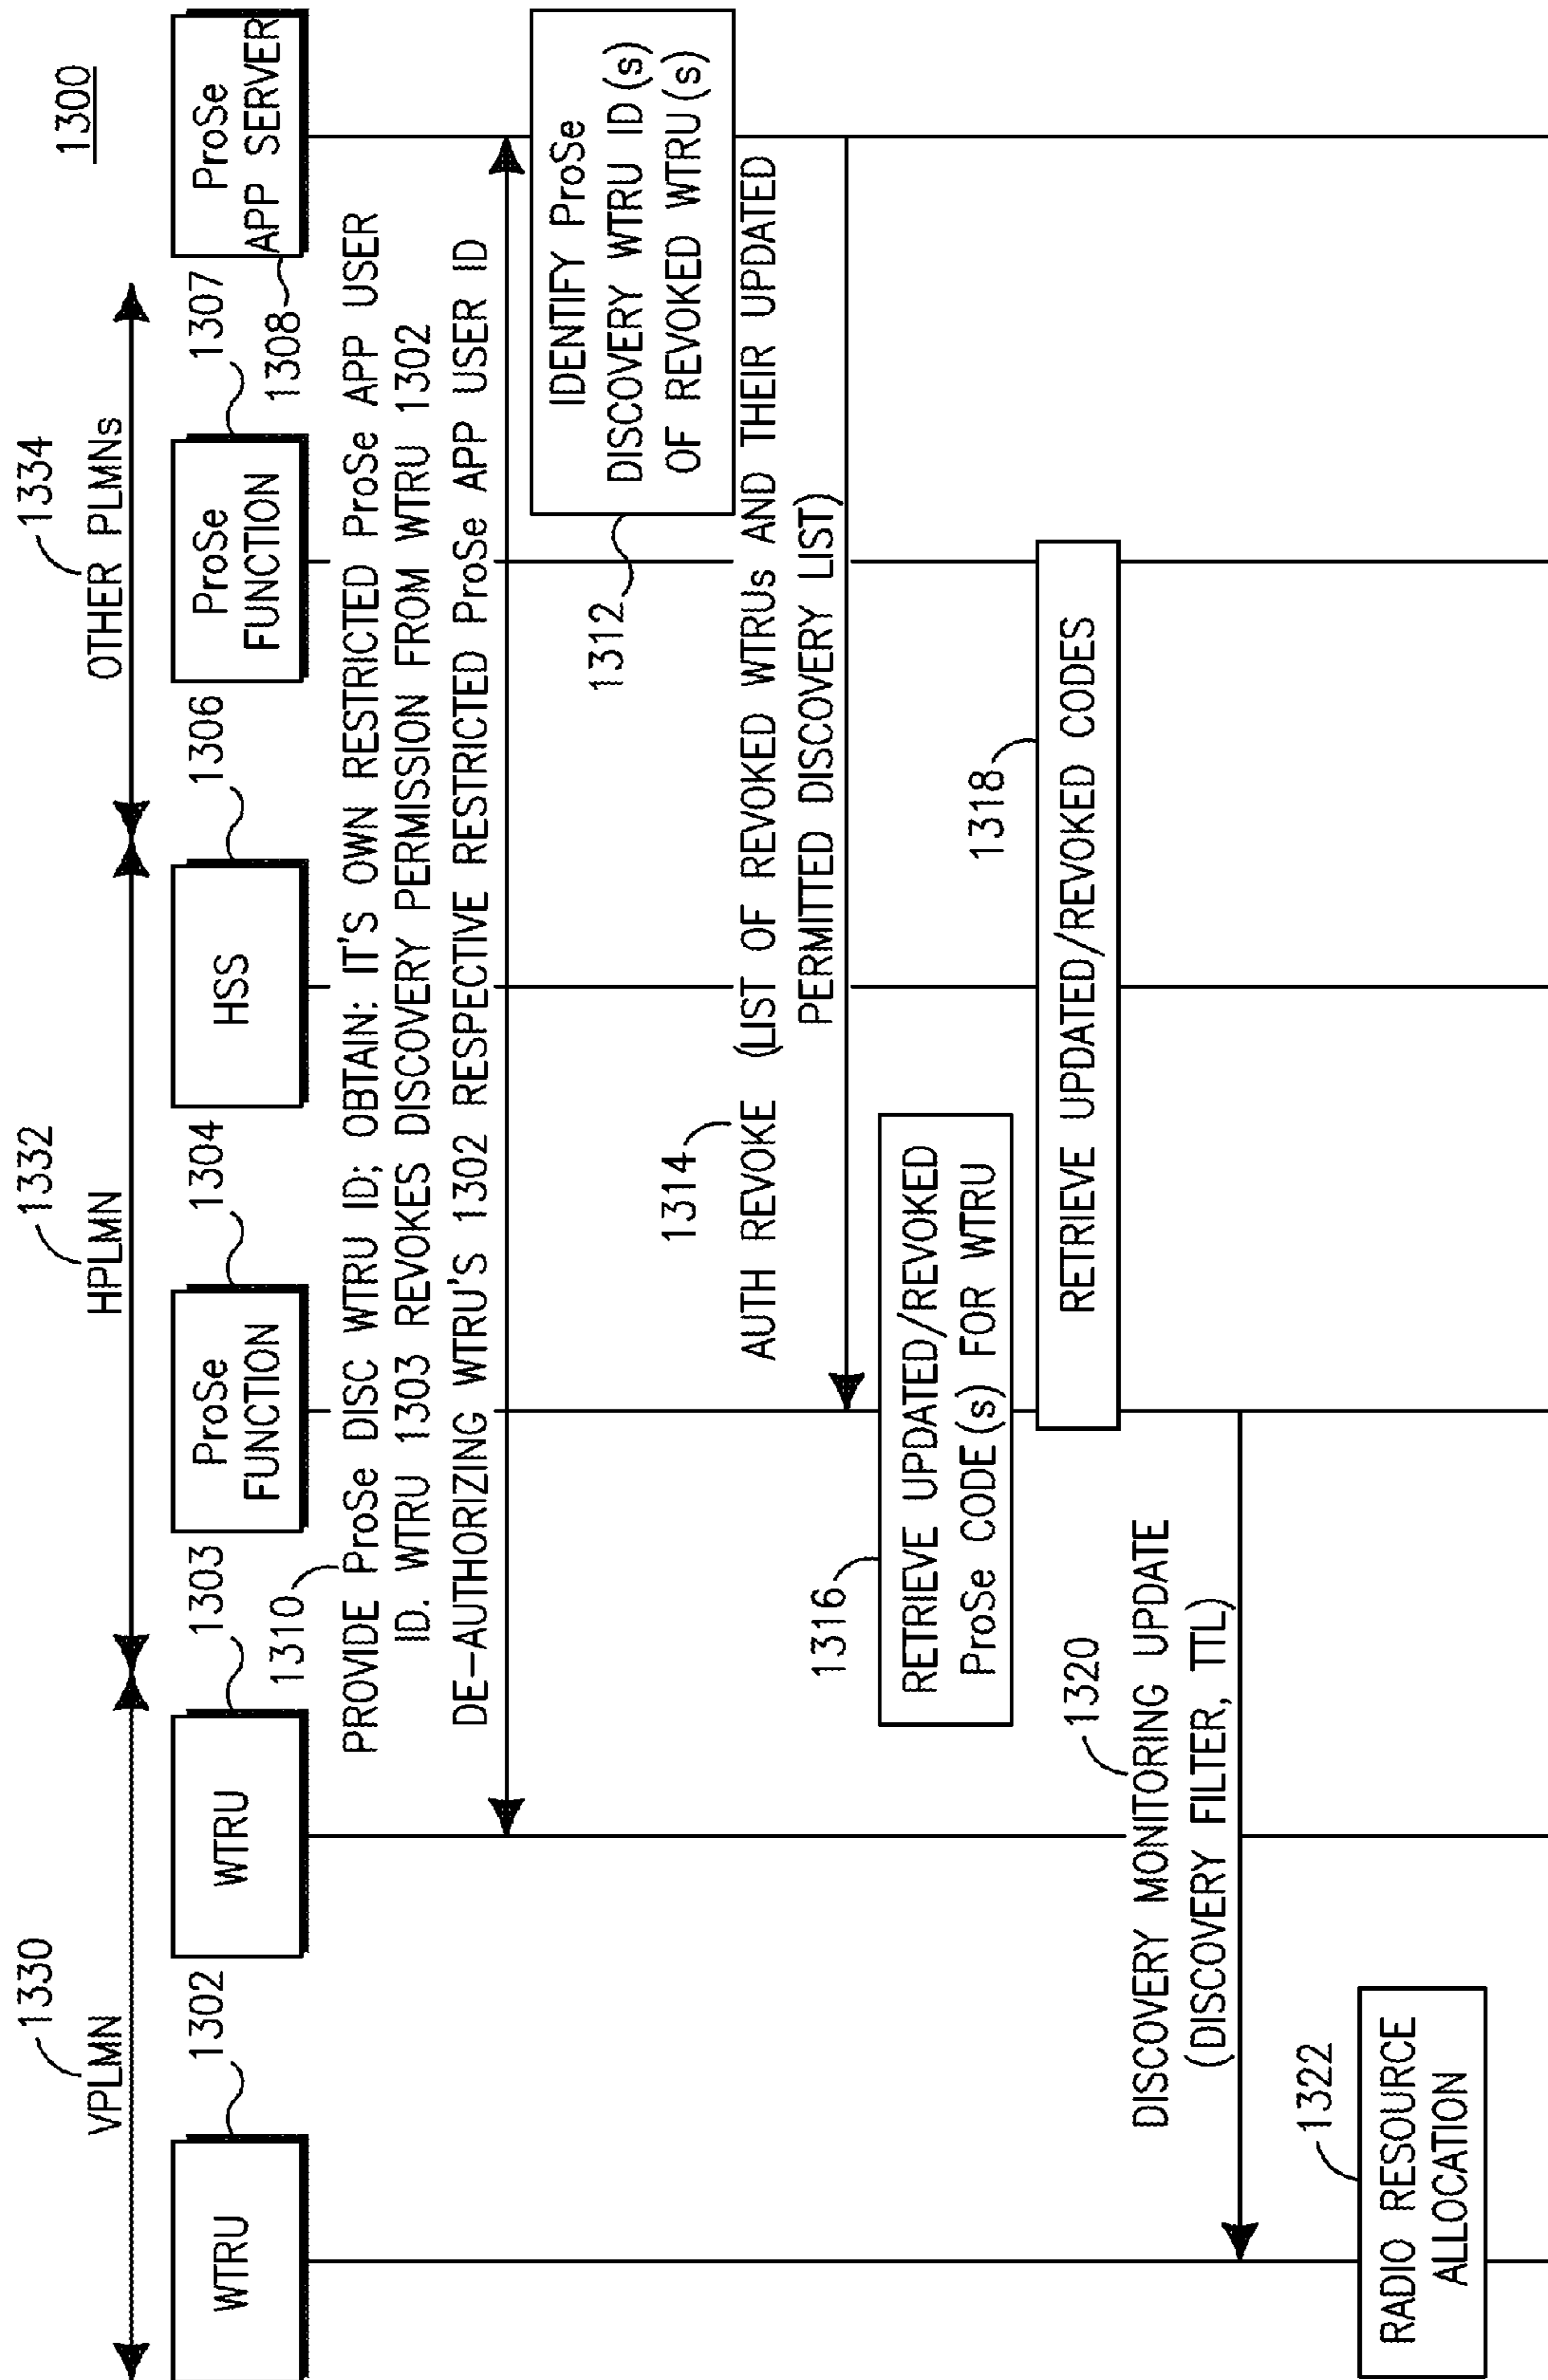 1300
1330
1332
1334
VPLMN
HPLMN
OTHER PLMNs
WTRU
1302
WTRU
1303
ProSe
FUNCTION
1304
HSS
1306
ProSe
FUNCTION
1307
ProSe
APP SERVER
1308
1310
PROVIDE ProSe DISC WTRU ID; OBTAIN: IT'S OWN RESTRICTED ProSe APP USER
ID. WTRU 1303 REVOKES DISCOVERY PERMISSION FROM WTRU 1302
DE-AUTHORIZING WTRU'S 1302 RESPECTIVE RESTRICTED ProSe APP USER ID
IDENTIFY ProSe
DISCOVERY WTRU ID(s)
OF REVOKED WTRU(s)
1312
1314
AUTH REVOKE (LIST OF REVOKED WTRUs AND THEIR UPDATED
PERMITTED DISCOVERY LIST)
1316
RETRIEVE UPDATED/REVOKED
ProSe CODE(s) FOR WTRU
1318
RETRIEVE UPDATED/REVOKED CODES
1320
DISCOVERY MONITORING UPDATE
(DISCOVERY FILTER, TTL)
1322
RADIO RESOURCE
ALLOCATION